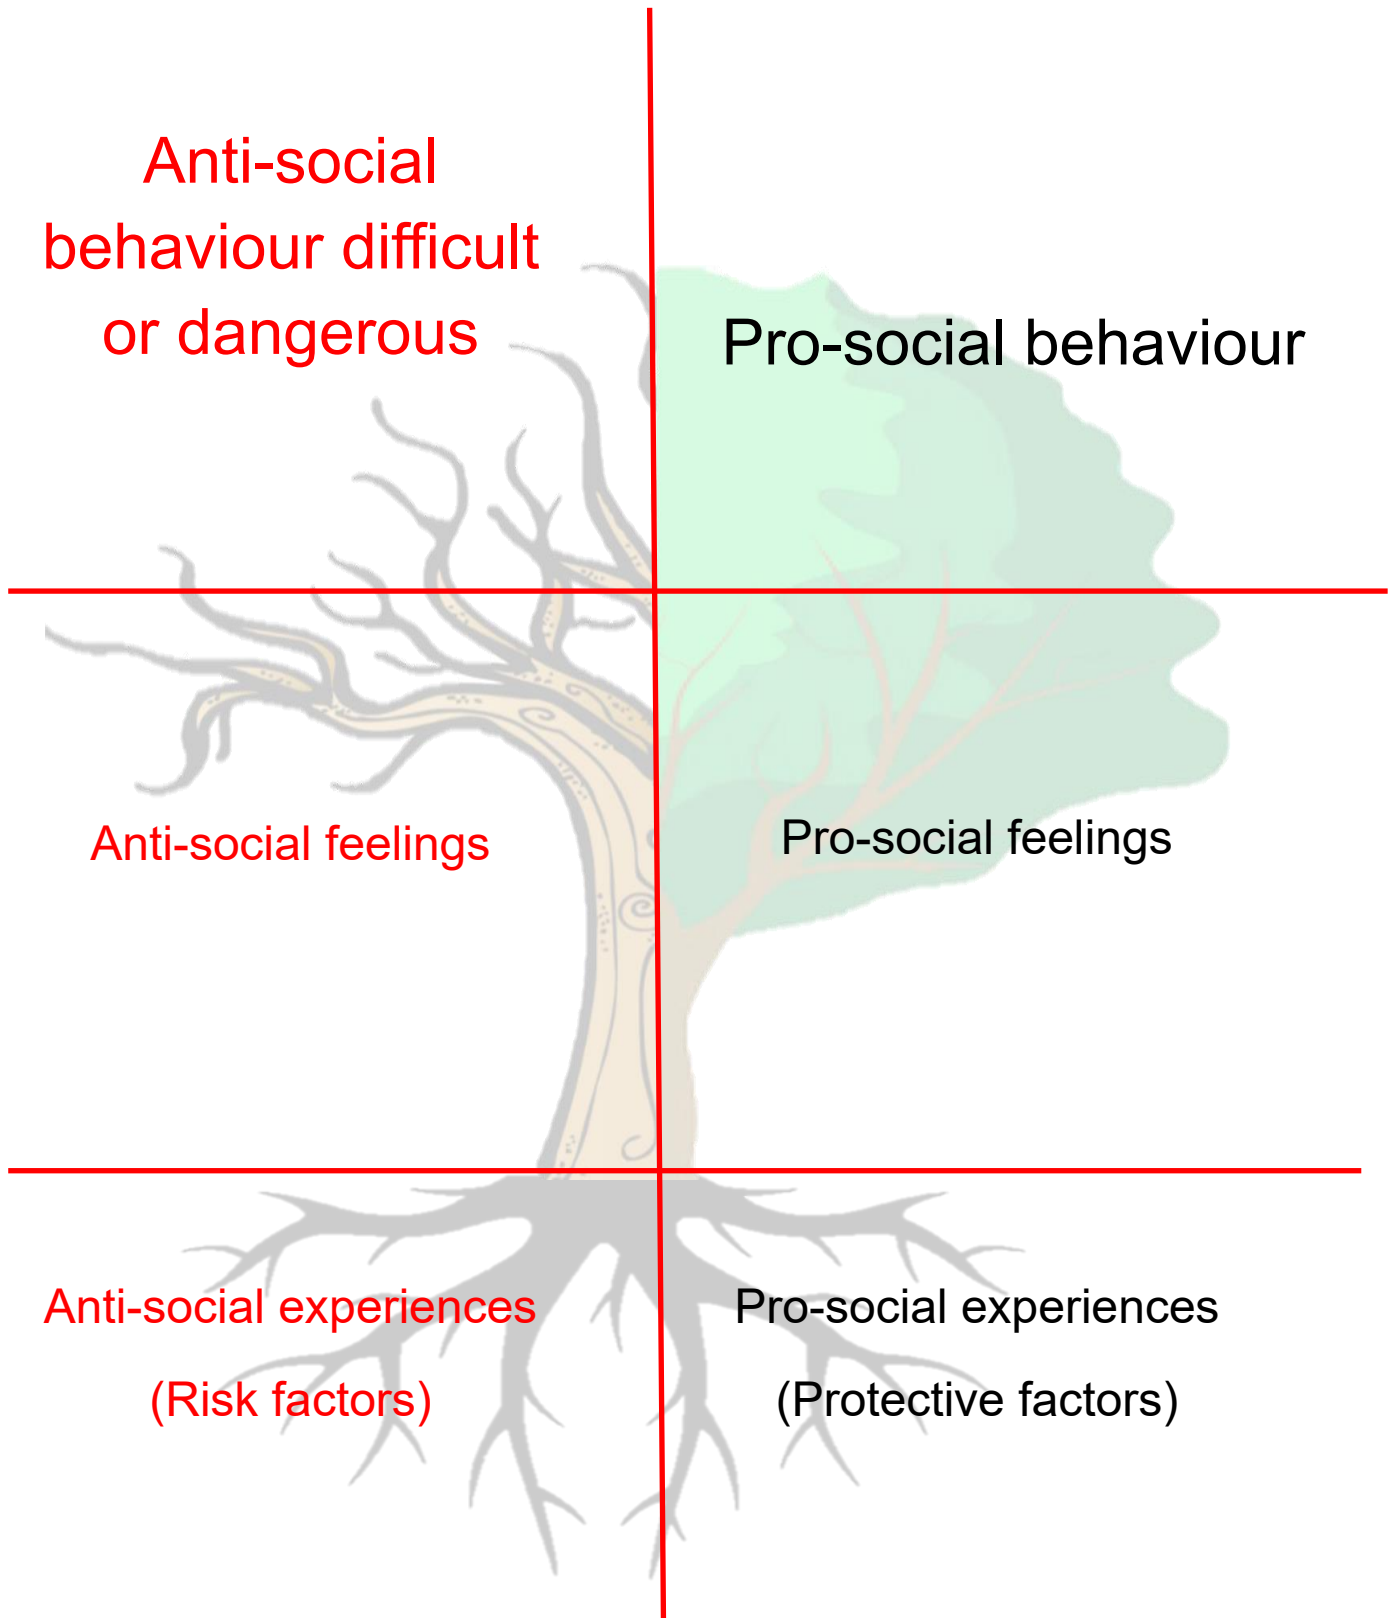 Anti-social
behaviour difficult
or dangerous
Pro-social behaviour
Anti-social feelings
Pro-social feelings
Anti-social experiences
(Risk factors)
Pro-social experiences
(Protective factors)